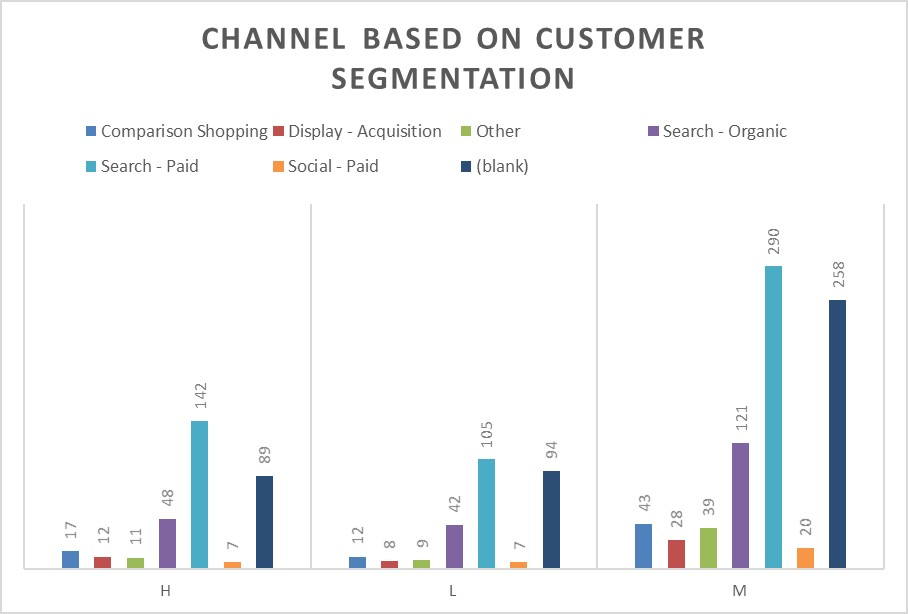 CHANNEL BASED ON CUSTOMER
SEGMENTATION
Comparison Shopping Display - Acquisition Other Search - Organic
Search - Paid Social - Paid (blank)
17 12 11 48 142 7 89
12 8 9 42 105 7 94
43 28 39 121 290 20 258
H L M